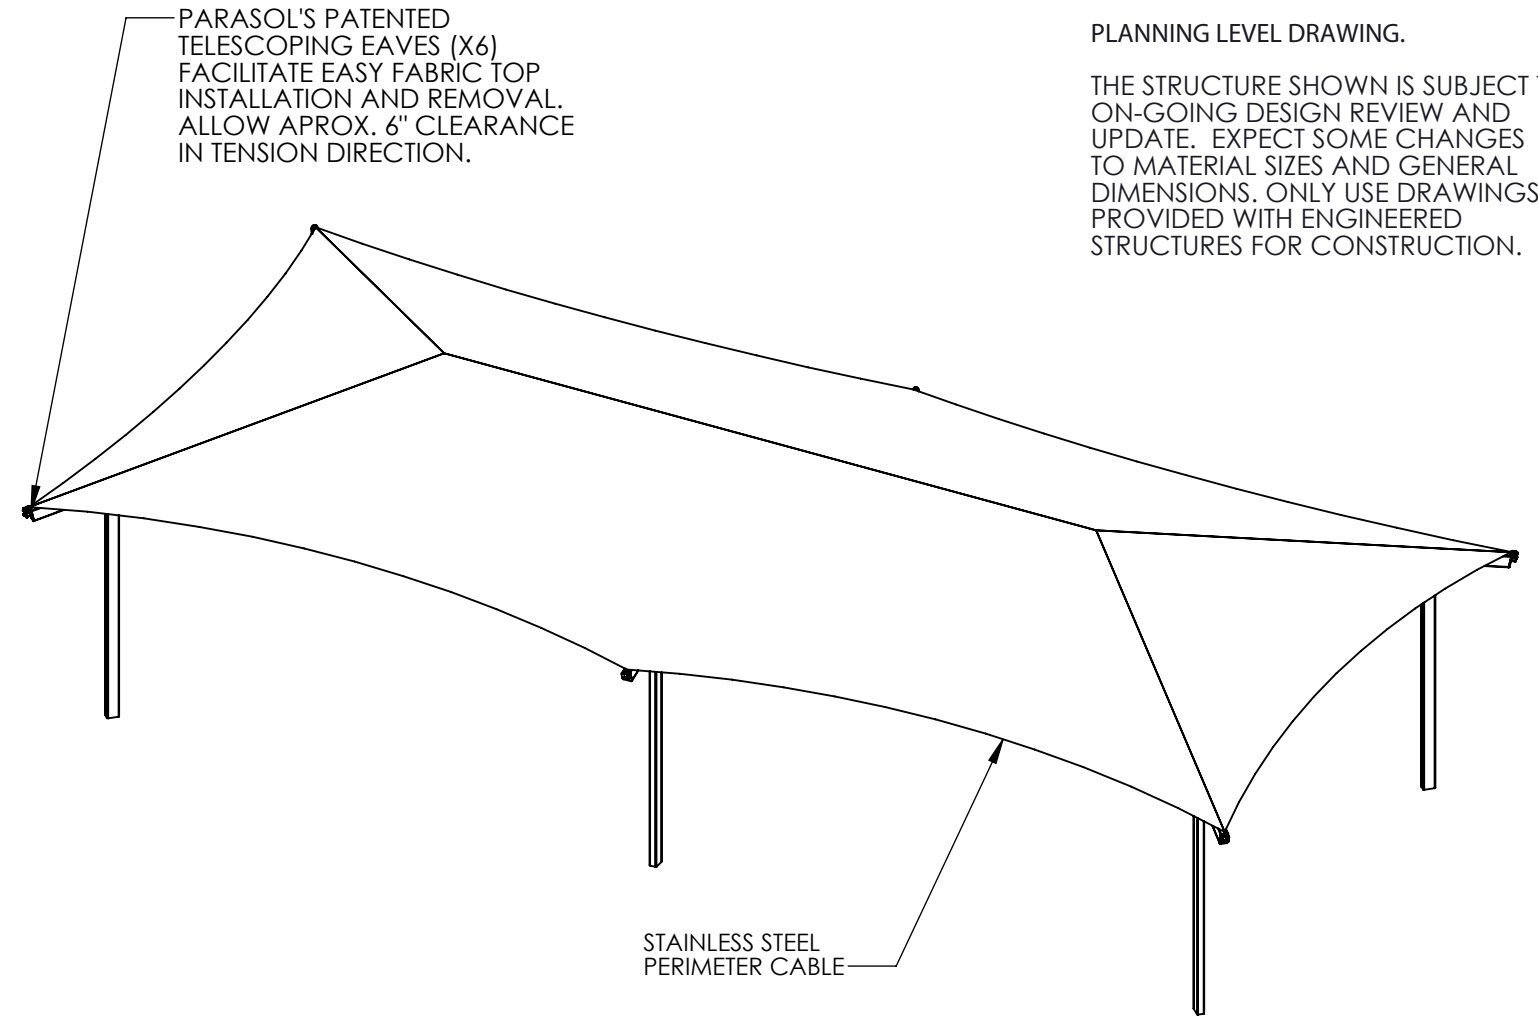 PARASOL'S PATENTED
TELESCOPING EAVES (X6)
FACILITATE EASY FABRIC TOP
INSTALLATION AND REMOVAL.
ALLOW APROX. 6" CLEARANCE
IN TENSION DIRECTION.
PLANNING LEVEL DRAWING.
THE STRUCTURE SHOWN IS SUBJECT
ON-GOING DESIGN REVIEW AND
UPDATE. EXPECT SOME CHANGES
TO MATERIAL SIZES AND GENERAL
DIMENSIONS. ONLY USE DRAWINGS
PROVIDED WITH ENGINEERED
STRUCTURES FOR CONSTRUCTION.
STAINLESS STEEL
PERIMETER CABLE